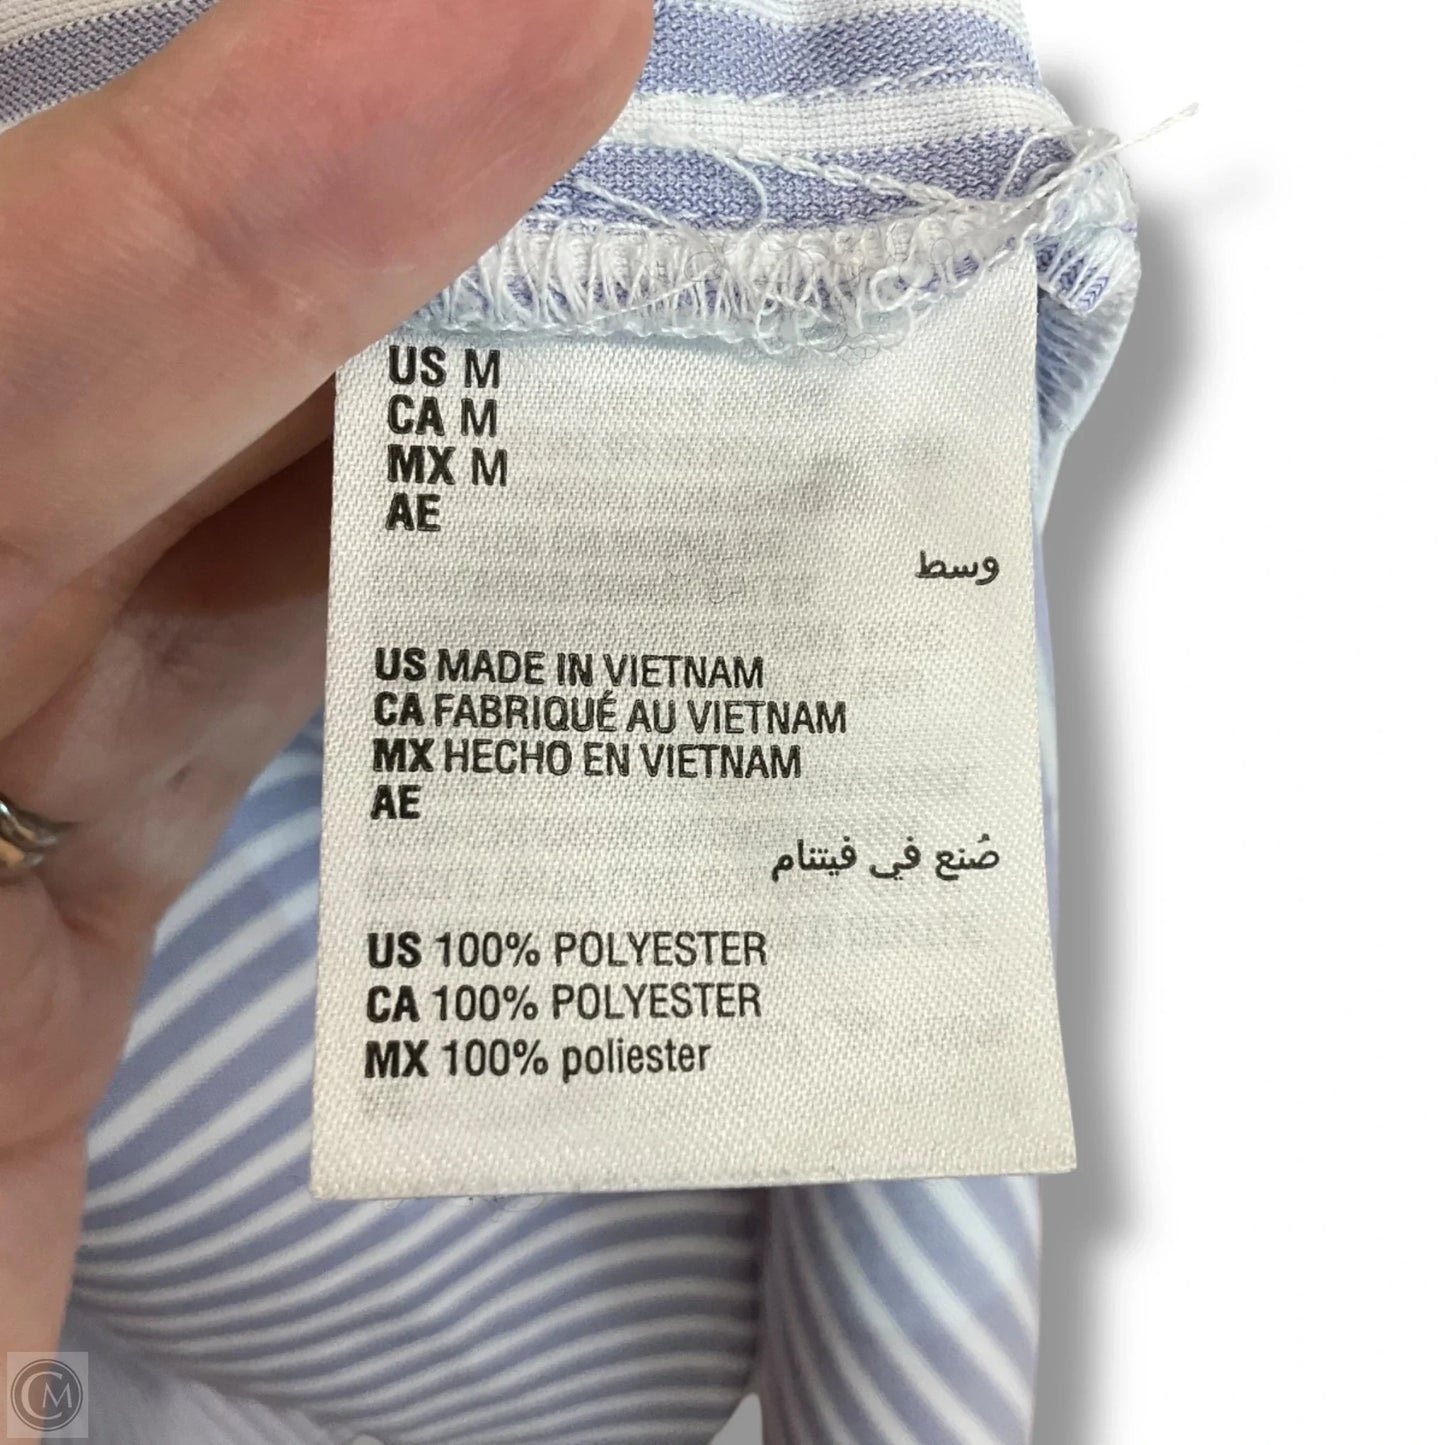 US M
CA M
MX M
AE
وسط
US MADE IN VIETNAM
CA FABRIQUÉ AU VIETNAM
MX HECHO EN VIETNAM
AE
صُنع في فيتنام
US 100% POLYESTER
CA 100% POLYESTER
MX 100% poliester
CM